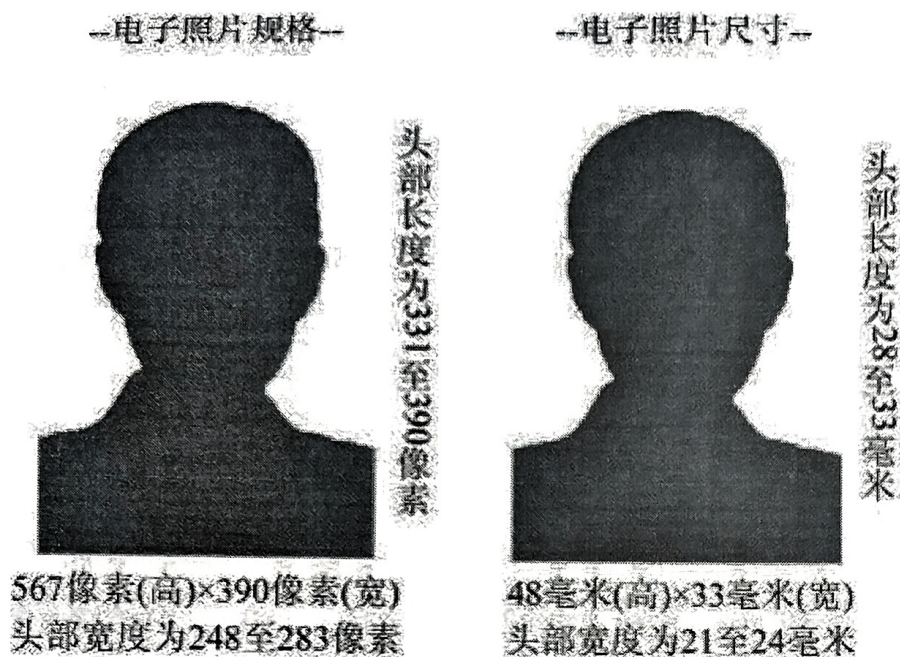 --电子照片规格--
头部长度为331至390像素
567像素(高)×390像素(宽)
头部宽度为248至283像素
--电子照片尺寸--
头部长度为28至33毫米
48毫米(高)×33毫米(宽)
头部宽度为21至24毫米